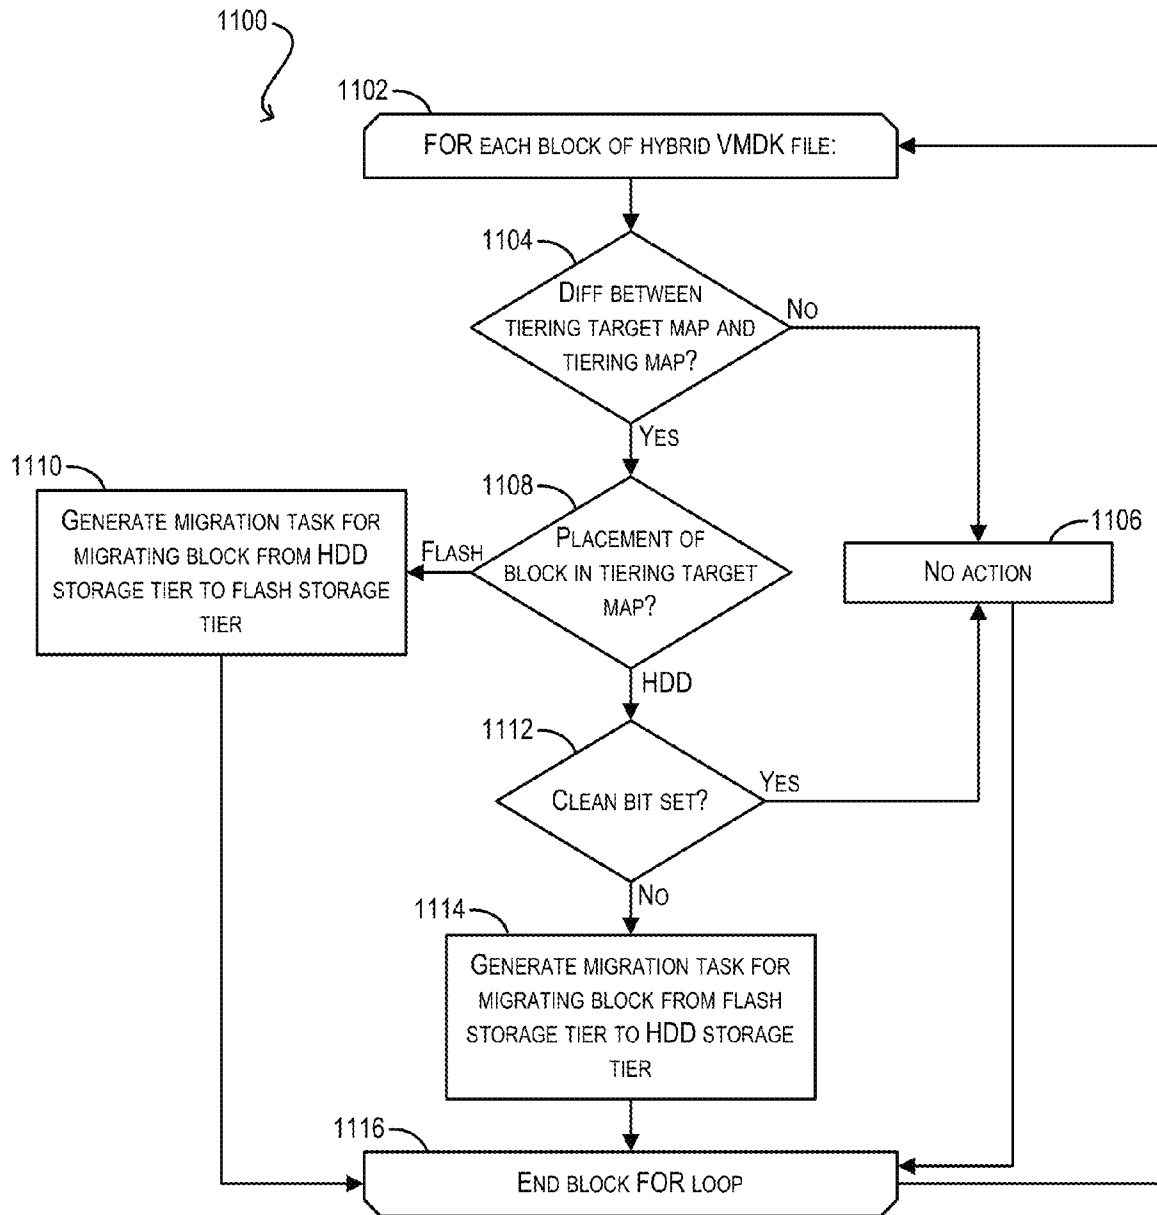 1100
1102
FOR EACH BLOCK OF HYBRID VMDK FILE:
1104
DIFF BETWEEN
TIERING TARGET MAP AND
TIERING MAP?
NO
YES
1110
GENERATE MIGRATION TASK FOR
MIGRATING BLOCK FROM HDD
STORAGE TIER TO FLASH STORAGE
TIER
1108
FLASH
PLACEMENT OF
BLOCK IN TIERING TARGET
MAP?
1106
NO ACTION
HDD
1112
CLEAN BIT SET?
YES
NO
1114
GENERATE MIGRATION TASK FOR
MIGRATING BLOCK FROM FLASH
STORAGE TIER TO HDD STORAGE
TIER
1116
END BLOCK FOR LOOP